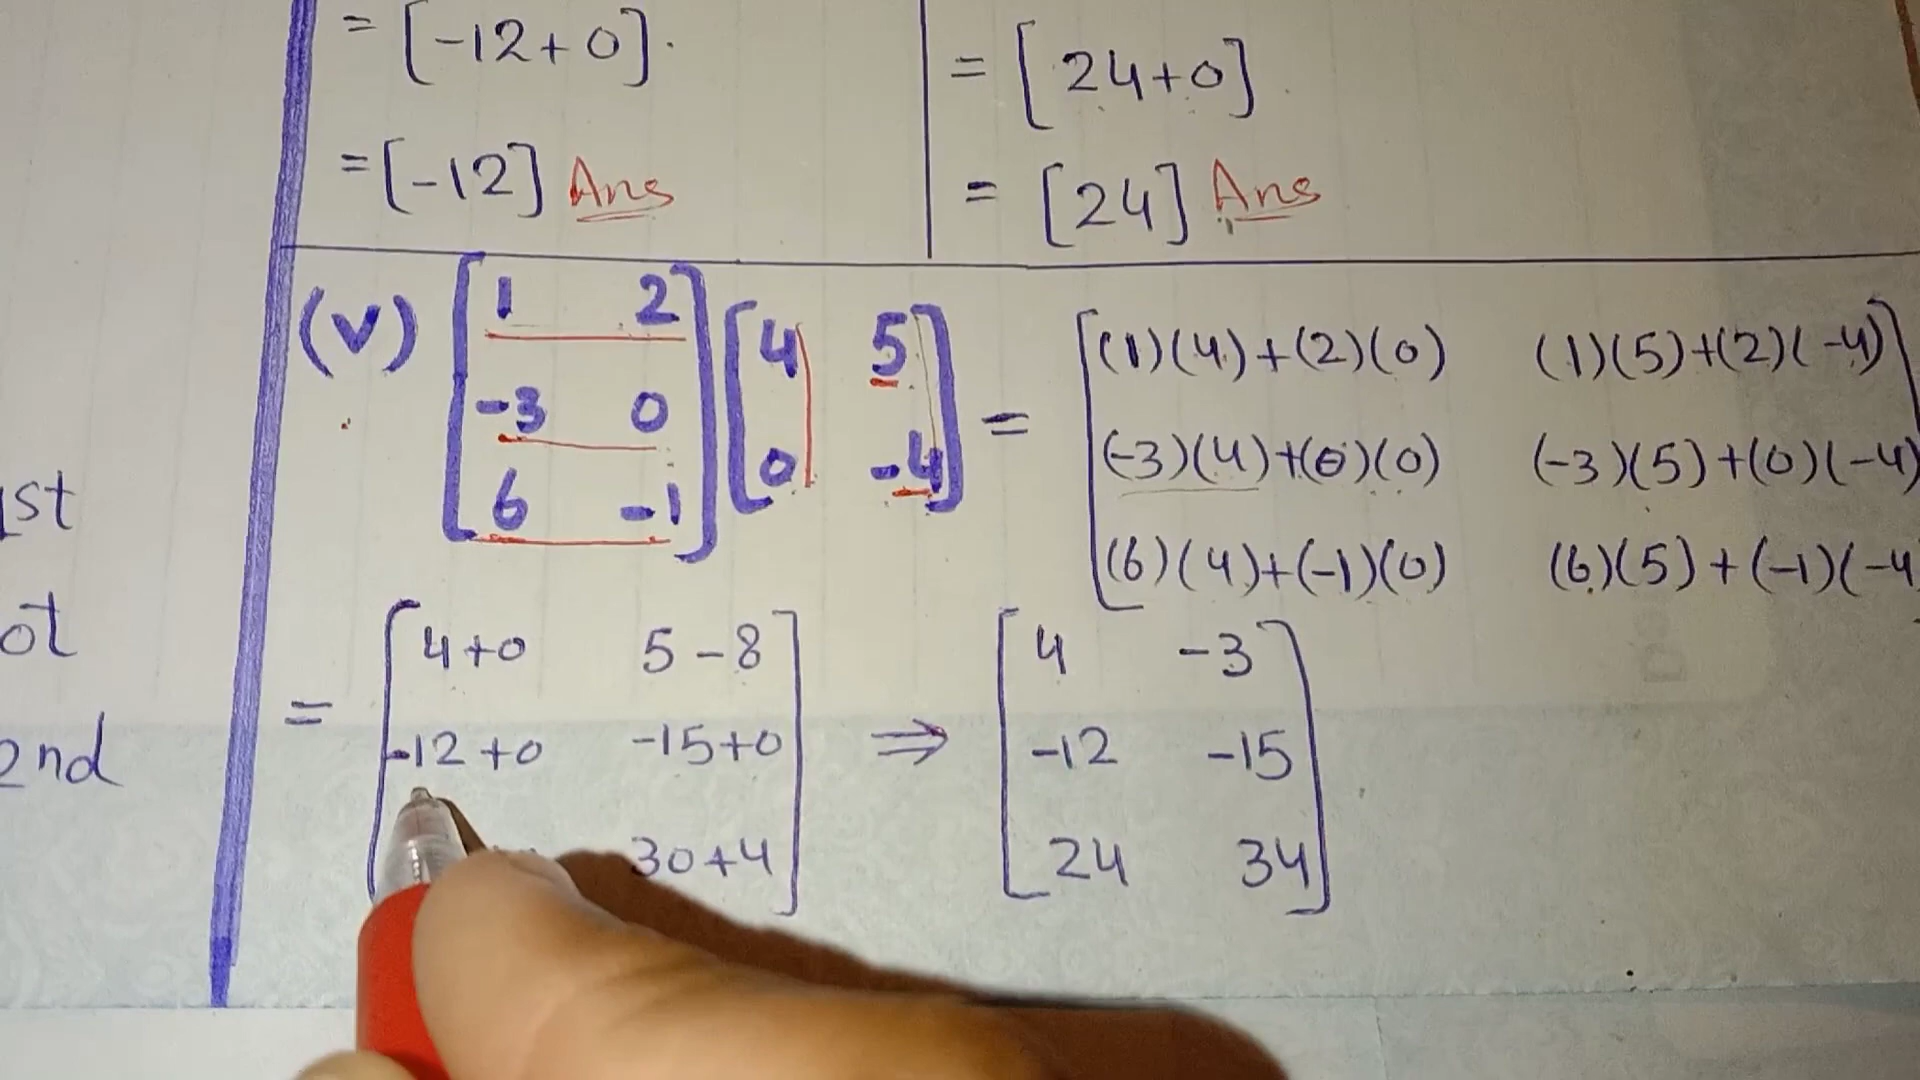 = [-12+0].
= [24+0]
= [-12] Ans
= [24] Ans
(v) [1 2
-3 0
6 -1] [4 5
0 -4] = [(1)(4)+(2)(0) (1)(5)+(2)(-4)
(-3)(4)+(0)(0) (-3)(5)+(0)(-4)
(6)(4)+(-1)(0) (6)(5)+(-1)(-4
ot
2nd
= [4+0 5-8
-12+0 -15+0
30+4] ⇒ [4 -3
-12 -15
24 34]